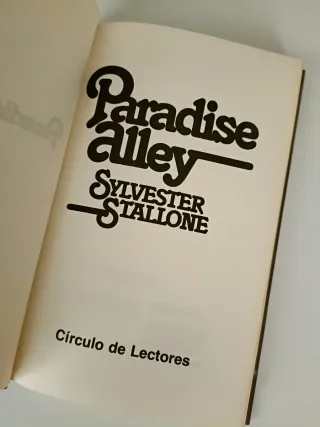 Paradise
alley
SYLVESTER
STALLONE
Círculo de Lectores